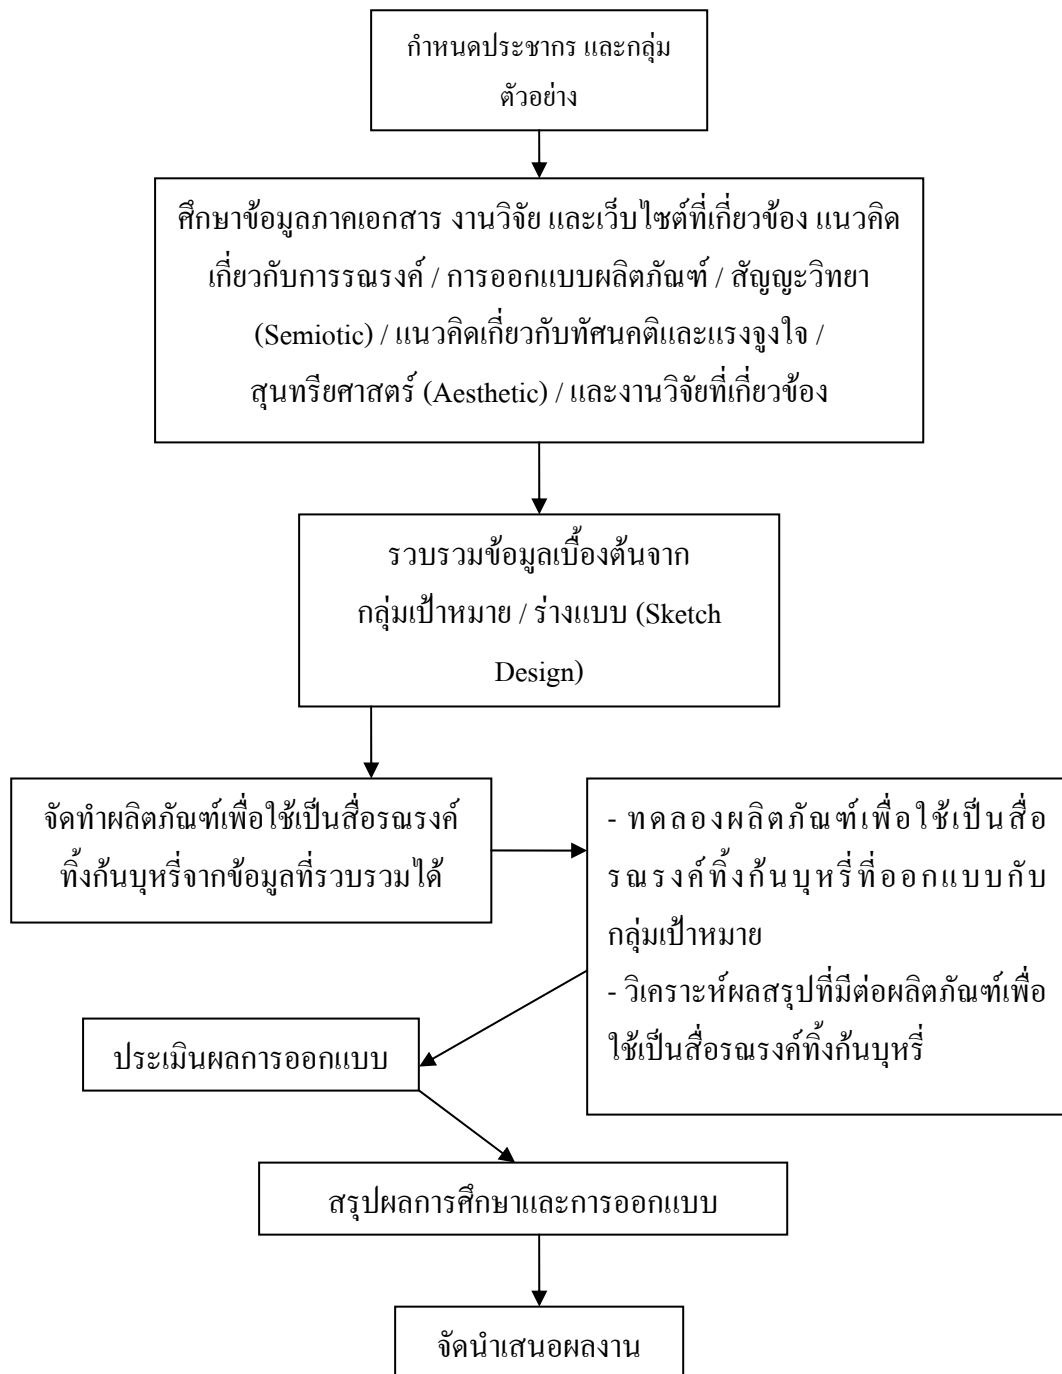 กำหนดประชากร และกลุ่ม
ตัวอย่าง
ศึกษาข้อมูลภาคเอกสาร งานวิจัย และเว็บไซต์ที่เกี่ยวข้อง แนวคิด
เกี่ยวกับการรณรงค์ / การออกแบบผลิตภัณฑ์ / สัญญะวิทยา
(Semiotic) / แนวคิดเกี่ยวกับทัศนคติและแรงจูงใจ /
สุนทรียศาสตร์ (Aesthetic) / และงานวิจัยที่เกี่ยวข้อง
รวบรวมข้อมูลเบื้องต้นจาก
กลุ่มเป้าหมาย / ร่างแบบ (Sketch
Design)
จัดทำผลิตภัณฑ์เพื่อใช้เป็นสื่อรณรงค์
ทิ้งก้นบุหรี่จากข้อมูลที่รวบรวมได้
- ทดลองผลิตภัณฑ์เพื่อใช้เป็นสื่อ
รณรงค์ทิ้งก้นบุหรี่ที่ออกแบบกับ
กลุ่มเป้าหมาย
- วิเคราะห์ผลสรุปที่มีต่อผลิตภัณฑ์เพื่อ
ใช้เป็นสื่อรณรงค์ทิ้งก้นบุหรี่
ประเมินผลการออกแบบ
สรุปผลการศึกษาและการออกแบบ
จัดนำเสนอผลงาน